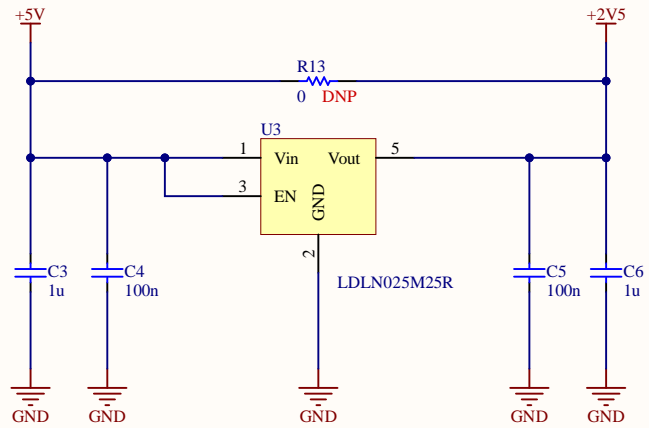 +5V
+2V5
R13
0 DNP
U3
1 Vin Vout 5
3 EN
GND
2
LDLN025M25R
C3
1u
C4
100n
C5
100n
C6
1u
GND
GND
GND
GND
GND